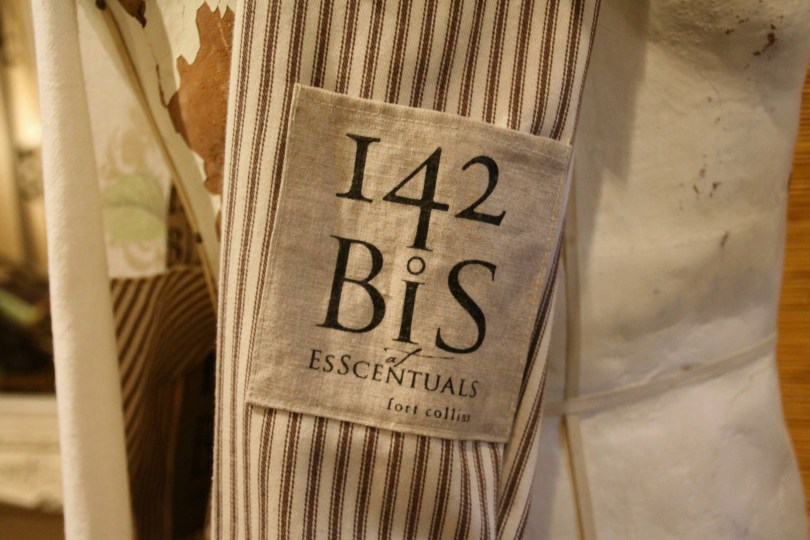 142
BiS
at
EsScentuals
fort collins